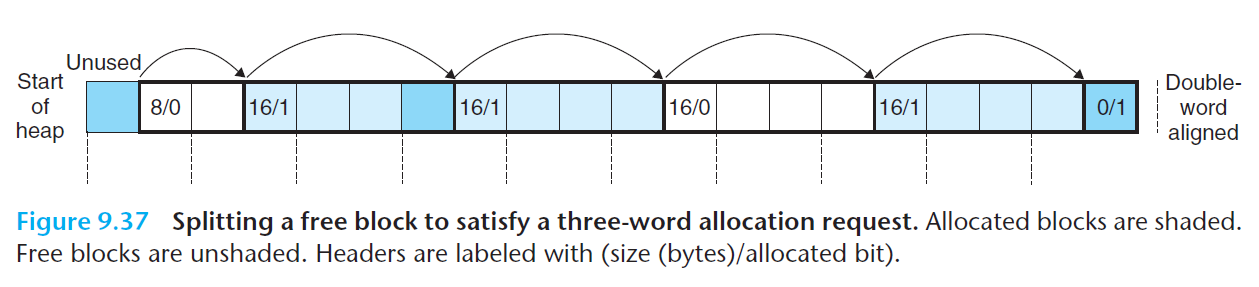 Unused
Start
of
heap
8/0 16/1 16/1 16/0 16/1 0/1
Double-
word
aligned
Figure 9.37 Splitting a free block to satisfy a three-word allocation request. Allocated blocks are shaded.
Free blocks are unshaded. Headers are labeled with (size (bytes)/allocated bit).